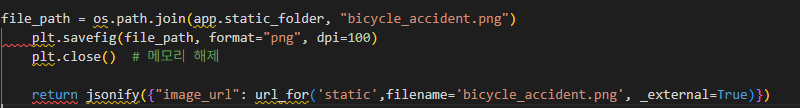 file_path = os.path.join(app.static_folder, "bicycle_accident.png")
    plt.savefig(file_path, format="png", dpi=100)
    plt.close()  # 메모리 해제
    return jsonify({"image_url": url_for('static',filename='bicycle_accident.png', _external=True)})